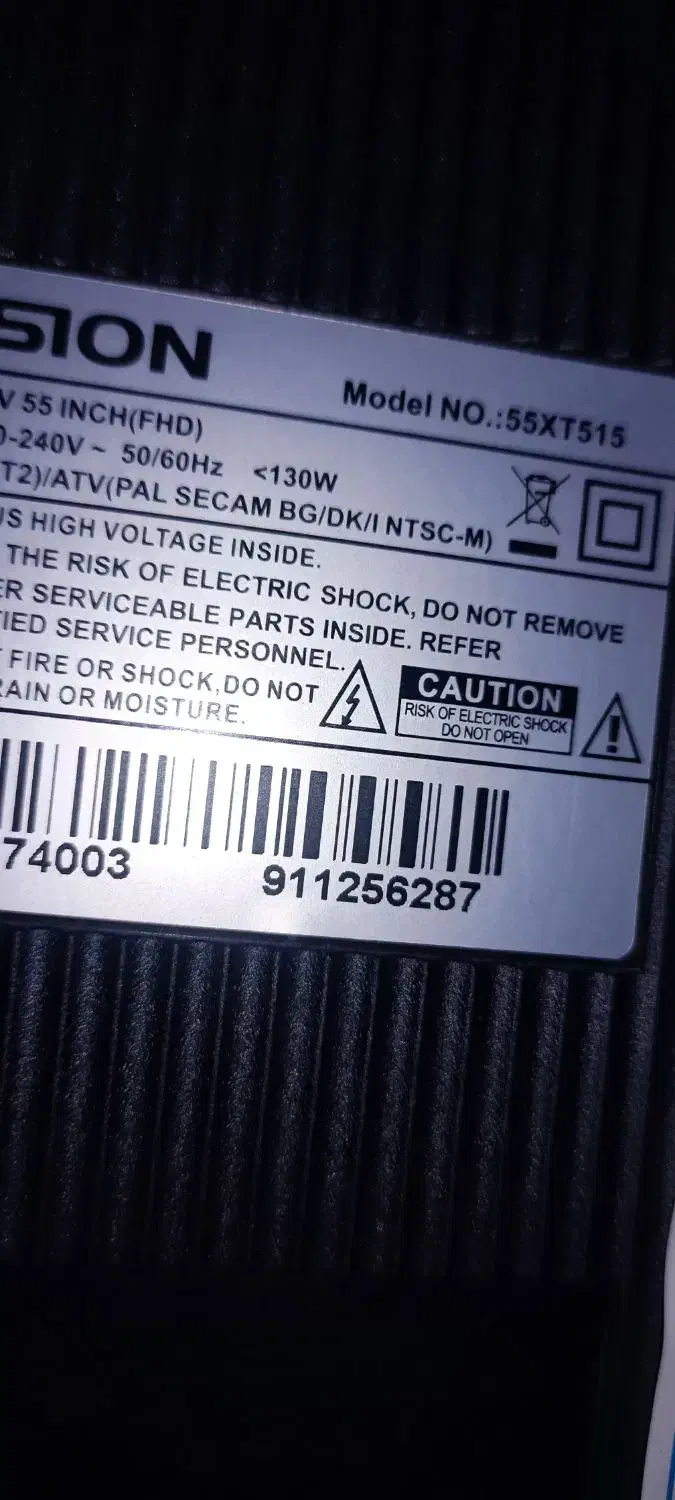 SION
Model NO.:55XT515
V 55 INCH(FHD)
0-240V ~ 50/60Hz <130W
T2)/ATV(PAL SECAM BG/DK/I NTSC-M)
US HIGH VOLTAGE INSIDE.
THE RISK OF ELECTRIC SHOCK, DO NOT REMOVE
ER SERVICEABLE PARTS INSIDE. REFER
IED SERVICE PERSONNEL.
FIRE OR SHOCK,DO NOT
RAIN OR MOISTURE.
CAUTION
RISK OF ELECTRIC SHOCK
DO NOT OPEN
74003 911256287